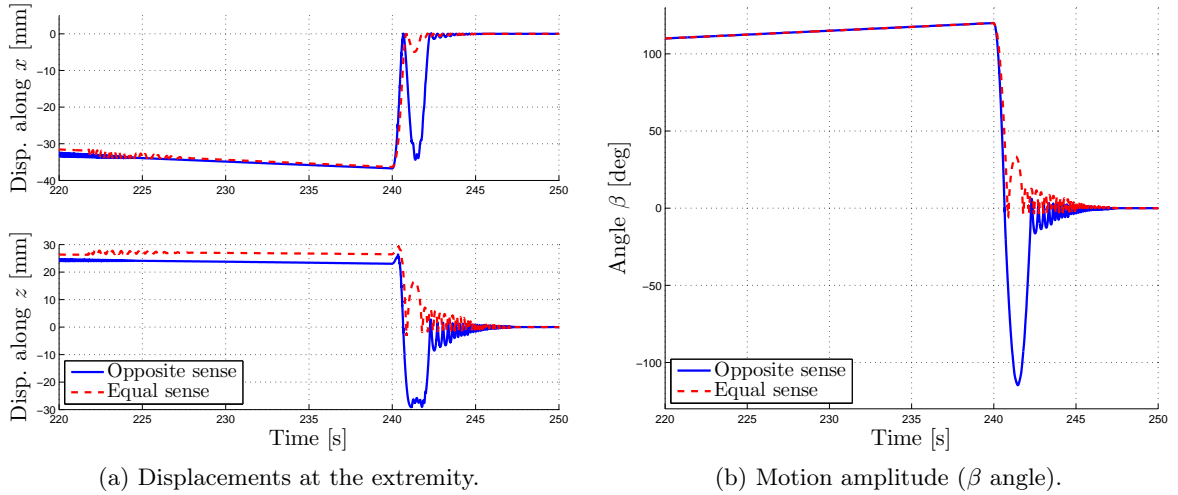 Disp. along x [mm]
0
−10
−20
−30
−40
220 225 230 235 240 245 250
Disp. along z [mm]
30
20
10
0
−10
−20
−30
Opposite sense
Equal sense
220 225 230 235 240 245 250
Time [s]
(a) Displacements at the extremity.
Angle β [deg]
100
50
0
−50
−100
Opposite sense
Equal sense
220 225 230 235 240 245 250
Time [s]
(b) Motion amplitude (β angle).